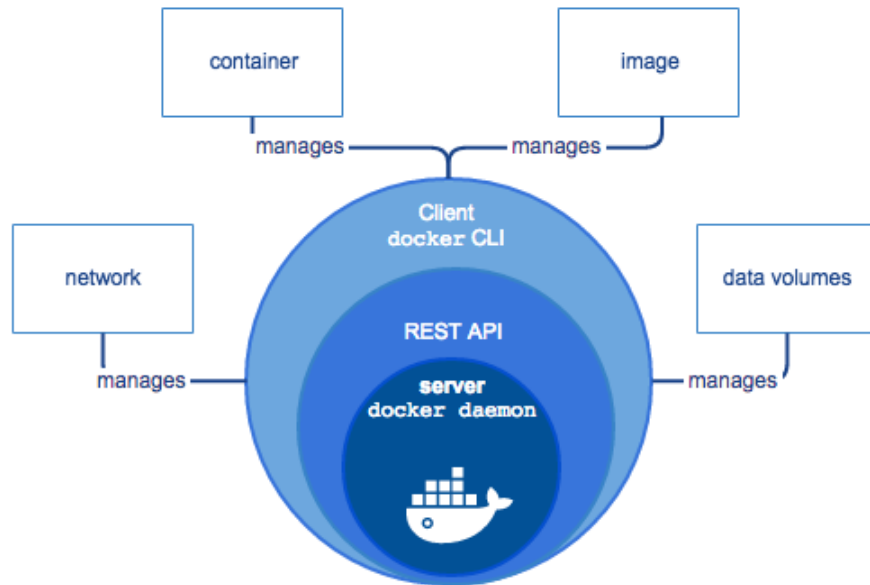 container
image
manages
manages
Client
docker CLI
network
data volumes
REST API
manages
server
docker daemon
manages